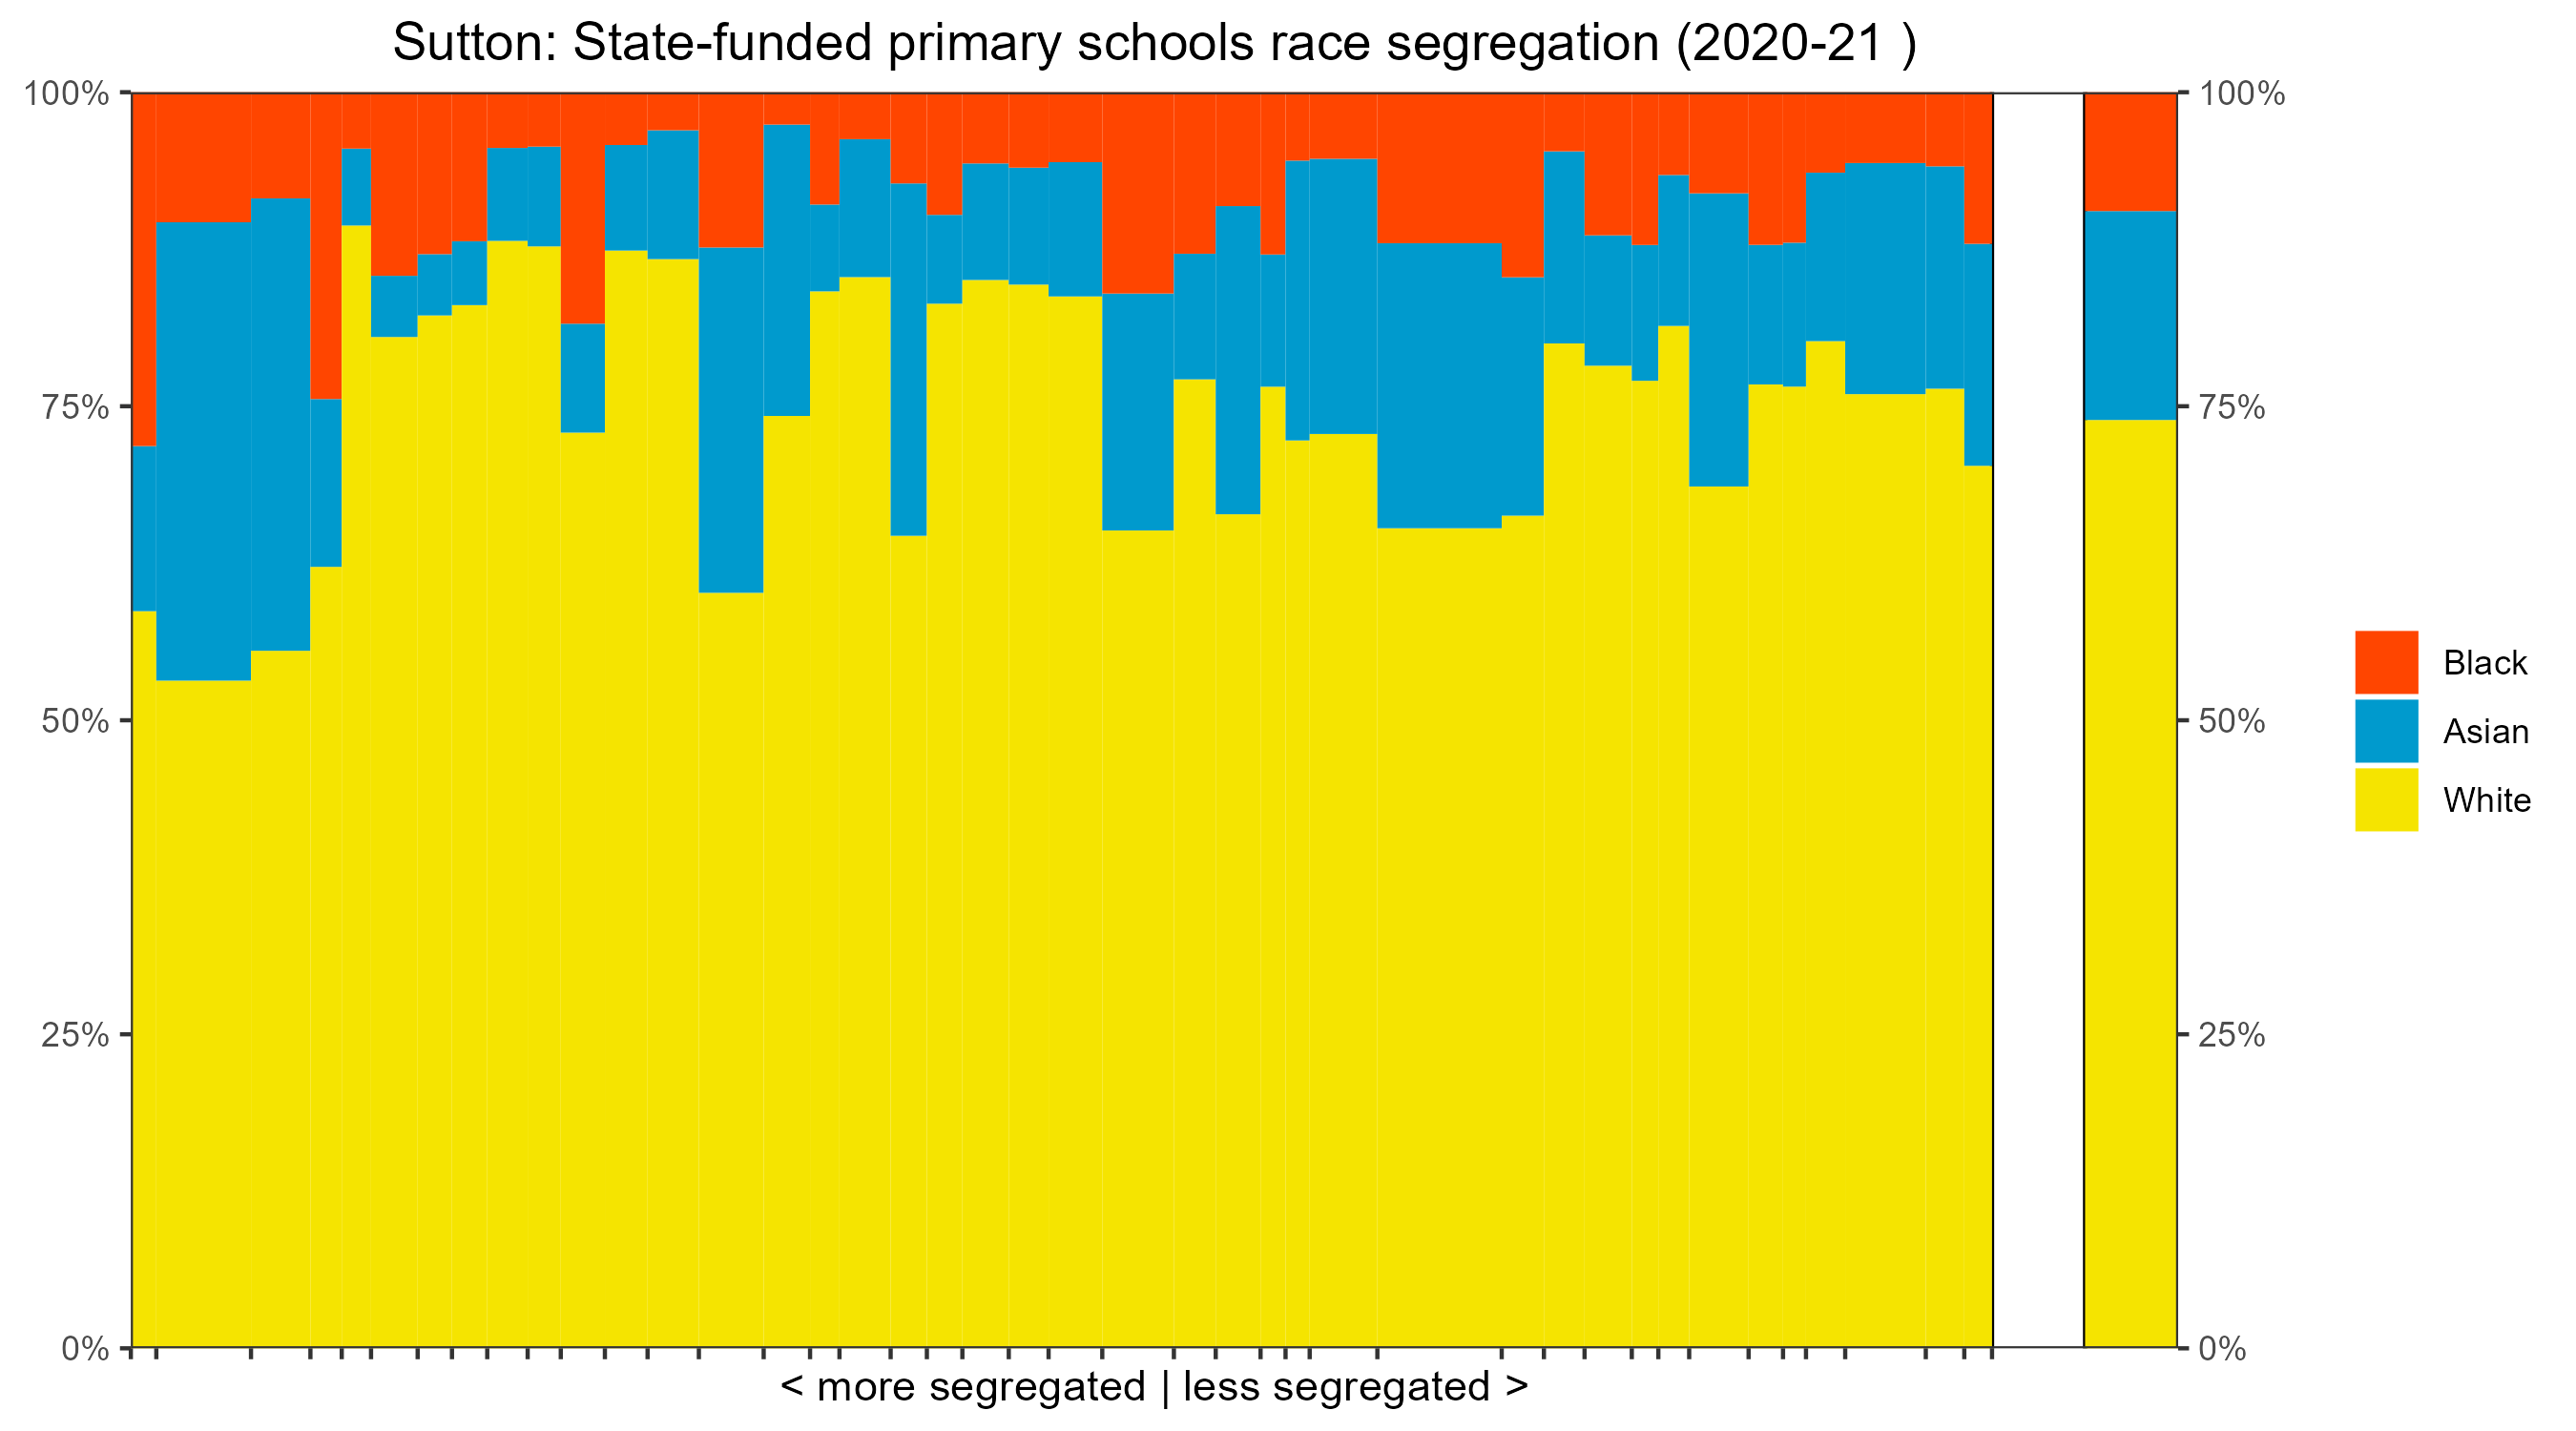 Sutton: State-funded primary schools race segregation (2020-21 )
100%
75%
50%
25%
0%
100%
75%
50%
25%
0%
Black
Asian
White
< more segregated | less segregated >